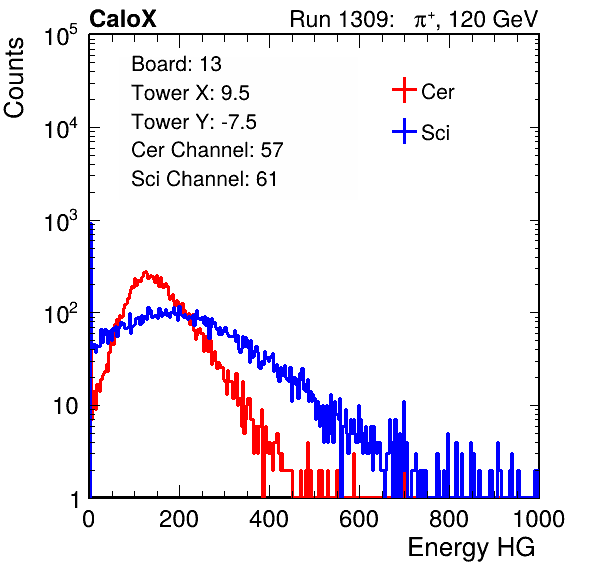 CaloX Run 1309: π⁺, 120 GeV
Board: 13
Tower X: 9.5
Tower Y: -7.5
Cer Channel: 57
Sci Channel: 61
Cer
Sci
Counts
10⁵
10⁴
10³
10²
10
1
0 200 400 600 800 1000
Energy HG